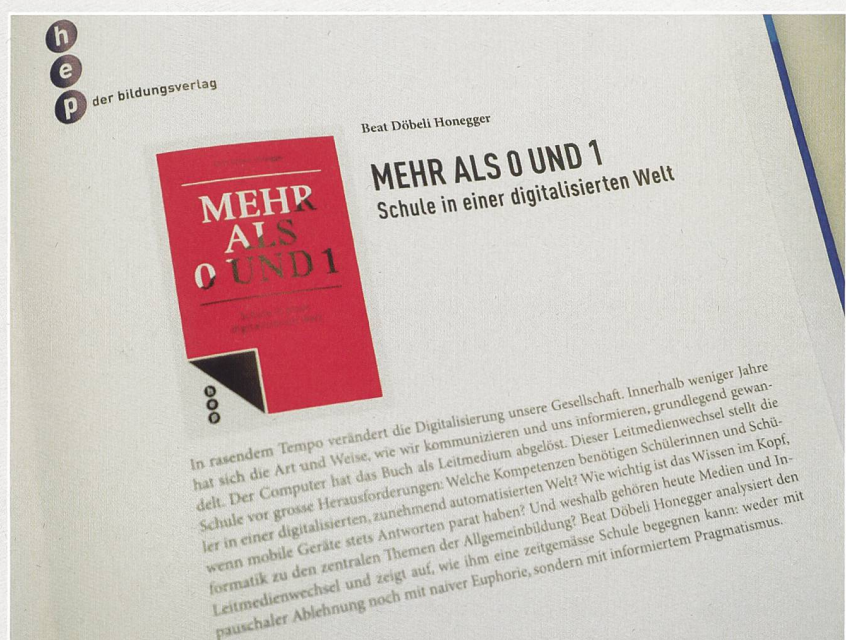 hep
der bildungsverlag
Beat Döbeli Honegger
MEHR ALS 0 UND 1
Schule in einer digitalisierten Welt
MEHR
ALS
0 UND 1
hep
In rasendem Tempo verändert die Digitalisierung unsere Gesellschaft. Innerhalb weniger Jahre
hat sich die Art und Weise, wie wir kommunizieren und uns informieren, grundlegend gewan-
delt. Der Computer hat das Buch als Leitmedium abgelöst. Dieser Leitmedienwechsel stellt die
Schule vor grosse Herausforderungen: Welche Kompetenzen benötigen Schülerinnen und Schü-
ler in einer digitalisierten, zunehmend automatisierten Welt? Wie wichtig ist das Wissen im Kopf,
wenn mobile Geräte stets Antworten parat haben? Und weshalb gehören heute Medien und In-
formatik zu den zentralen Themen der Allgemeinbildung? Beat Döbeli Honegger analysiert den
Leitmedienwechsel und zeigt auf, wie ihm eine zeitgemässe Schule begegnen kann: weder mit
pauschaler Ablehnung noch mit naiver Euphorie, sondern mit informiertem Pragmatismus.